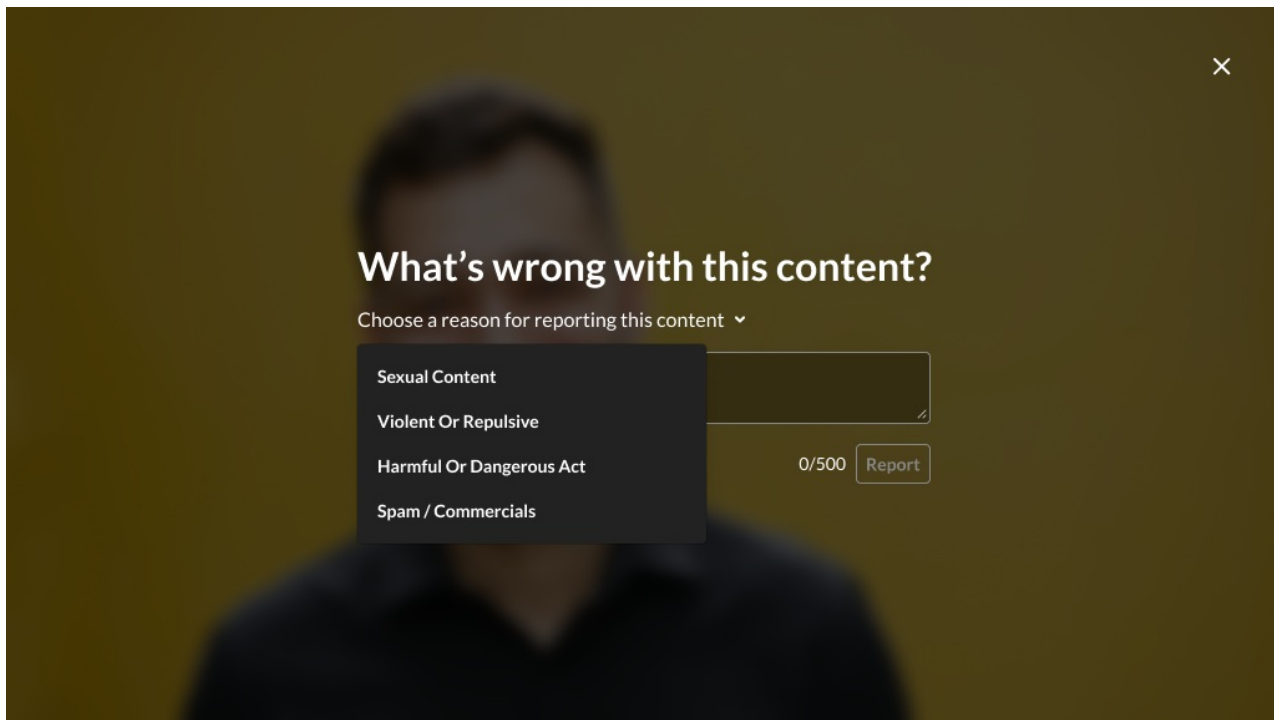 What’s wrong with this content?
Choose a reason for reporting this content
Sexual Content
Violent Or Repulsive
Harmful Or Dangerous Act
Spam / Commercials
0/500 Report